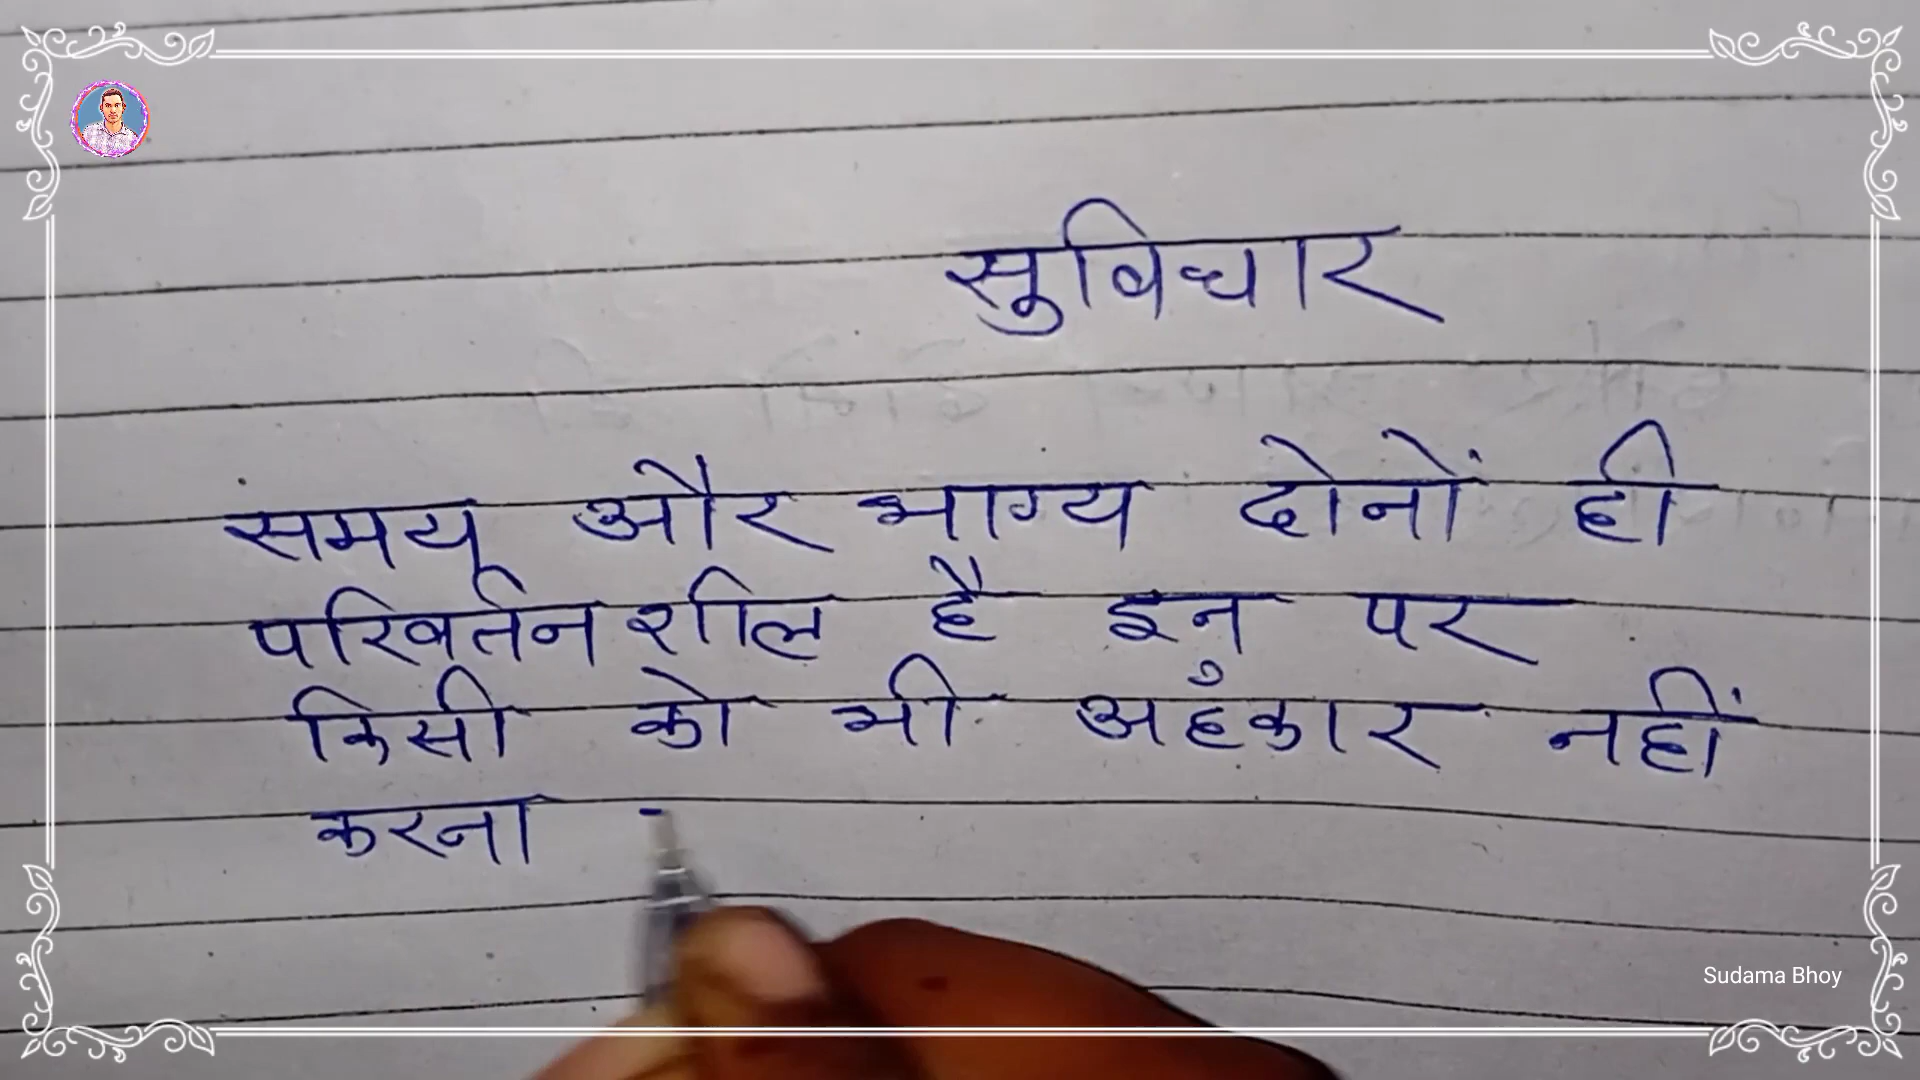 सुविचार
समय और भाग्य दोनों ही
परिवर्तनशील है इन पर
किसी को भी अहंकार नहीं
करना
Sudama Bhoy